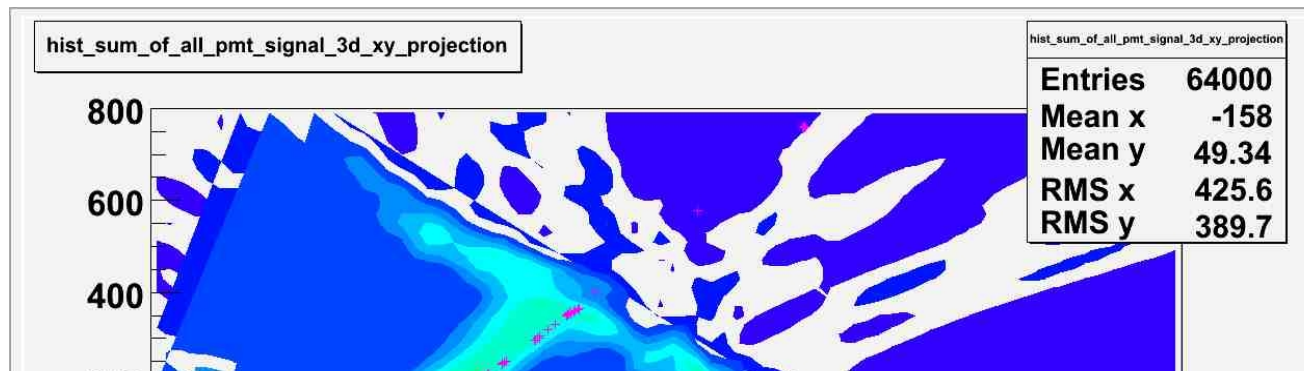 hist_sum_of_all_pmt_signal_3d_xy_projection
hist_sum_of_all_pmt_signal_3d_xy_projection
Entries 64000
Mean x -158
Mean y 49.34
RMS x 425.6
RMS y 389.7
800
600
400